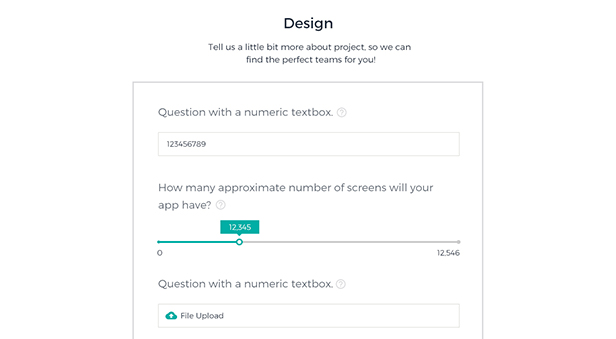 Design
Tell us a little bit more about project, so we can
find the perfect teams for you!
Question with a numeric textbox. ?
123456789
How many approximate number of screens will your
app have? ?
12,345
0 12,546
Question with a numeric textbox. ?
File Upload